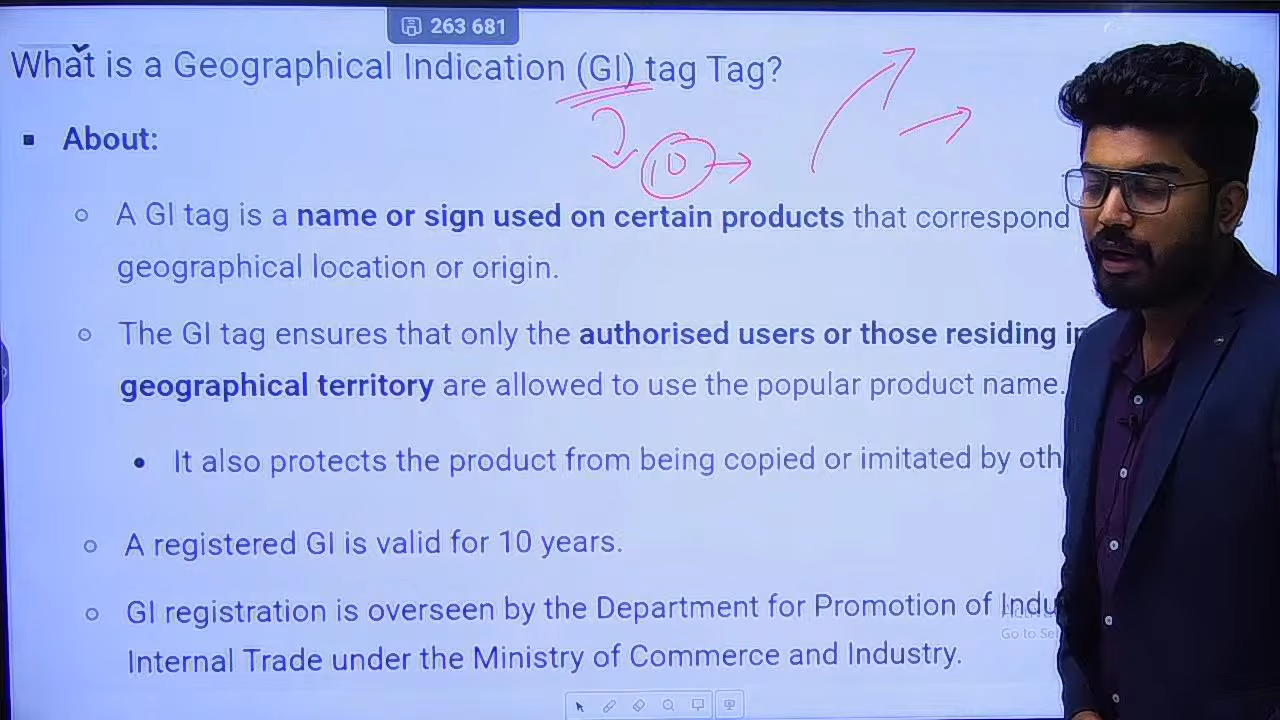 263 681
What is a Geographical Indication (GI) tag Tag?
About:
A GI tag is a name or sign used on certain products that correspond
geographical location or origin.
10
The GI tag ensures that only the authorised users or those residing in
geographical territory are allowed to use the popular product name.
It also protects the product from being copied or imitated by oth
A registered GI is valid for 10 years.
GI registration is overseen by the Department for Promotion of Indu
Go to Se
Internal Trade under the Ministry of Commerce and Industry.